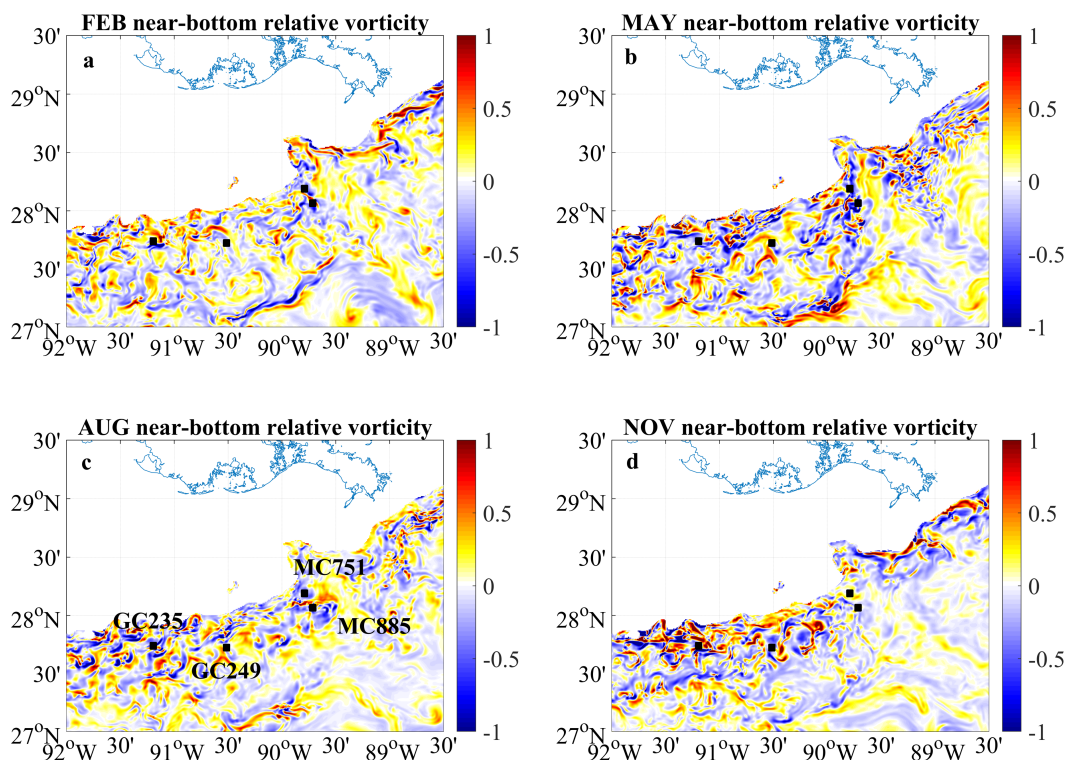 FEB near-bottom relative vorticity
a
30'
29°N
30'
28°N
30'
27°N
92°W 30' 91°W 30' 90°W 30' 89°W 30'
1
0.5
0
-0.5
-1
MAY near-bottom relative vorticity
b
30'
29°N
30'
28°N
30'
27°N
92°W 30' 91°W 30' 90°W 30' 89°W 30'
1
0.5
0
-0.5
-1
AUG near-bottom relative vorticity
c
30'
29°N
30'
28°N
30'
27°N
MC751
GC235
MC885
GC249
92°W 30' 91°W 30' 90°W 30' 89°W 30'
1
0.5
0
-0.5
-1
NOV near-bottom relative vorticity
d
30'
29°N
30'
28°N
30'
27°N
92°W 30' 91°W 30' 90°W 30' 89°W 30'
1
0.5
0
-0.5
-1